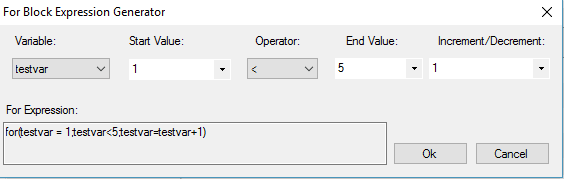 For Block Expression Generator
Variable: Start Value: Operator: End Value: Increment/Decrement:
testvar 1 < 5 1
For Expression:
for(testvar = 1;testvar<5;testvar=testvar+1)
Ok Cancel